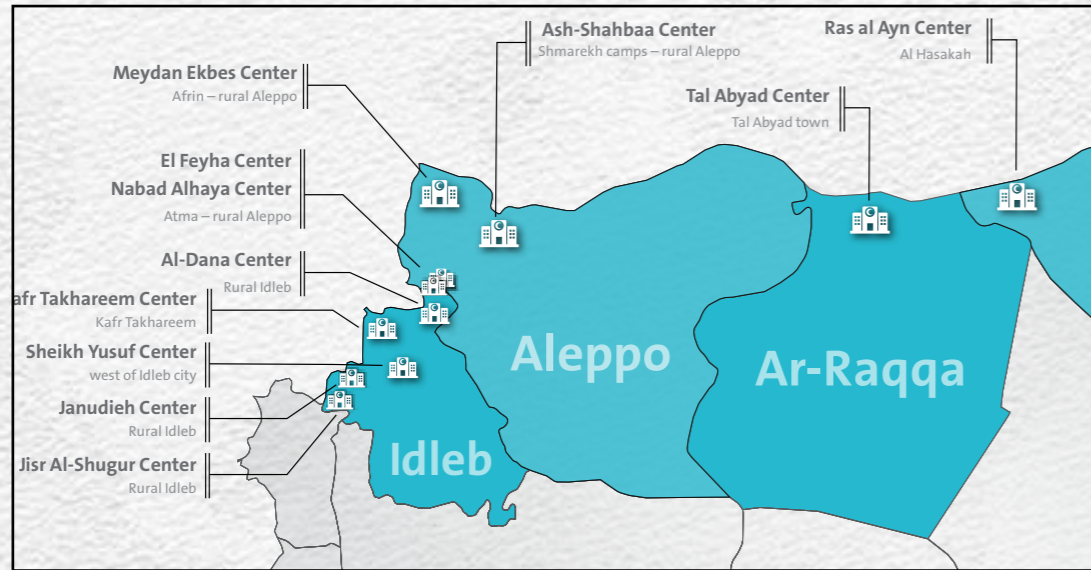 Ash-Shahbaa Center
Shmarekh camps – rural Aleppo
Ras al Ayn Center
Al Hasakah
Meydan Ekbes Center
Afrin – rural Aleppo
Tal Abyad Center
Tal Abyad town
El Feyha Center
Nabad Alhaya Center
Atma – rural Aleppo
Al-Dana Center
Rural Idleb
afr Takhareem Center
Kafr Takhareem
Sheikh Yusuf Center
west of Idleb city
Janudieh Center
Rural Idleb
Jisr Al-Shugur Center
Rural Idleb
Aleppo
Ar-Raqqa
Idleb